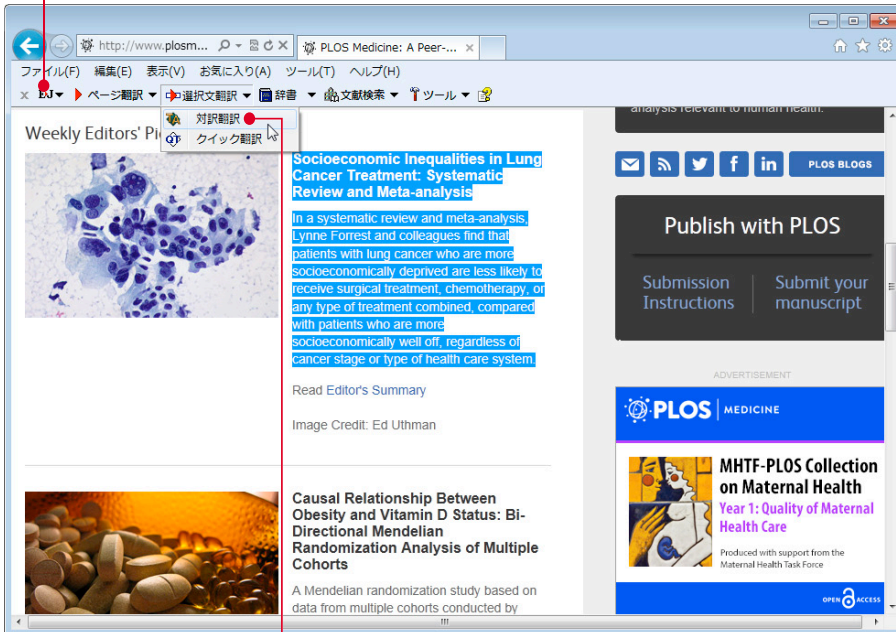 http://www.plosm...
PLOS Medicine: A Peer-...
ファイル(F) 編集(E) 表示(V) お気に入り(A) ツール(T) ヘルプ(H)
x EJ▼ ページ翻訳 ▼ 選択文翻訳 ▼ 辞書 ▼ 文献検索 ▼ ツール ▼
対訳翻訳
クイック翻訳
Weekly Editors' Pi
Socioeconomic Inequalities in Lung
Cancer Treatment: Systematic
Review and Meta-analysis
In a systematic review and meta-analysis,
Lynne Forrest and colleagues find that
patients with lung cancer who are more
socioeconomically deprived are less likely to
receive surgical treatment, chemotherapy, or
any type of treatment combined, compared
with patients who are more
socioeconomically well off, regardless of
cancer stage or type of health care system.
Read Editor's Summary
Image Credit: Ed Uthman
Causal Relationship Between
Obesity and Vitamin D Status: Bi-
Directional Mendelian
Randomization Analysis of Multiple
Cohorts
A Mendelian randomization study based on
data from multiple cohorts conducted by
analysis relevant to human health.
PLOS BLOGS
Publish with PLOS
Submission
Instructions
Submit your
manuscript
ADVERTISEMENT
PLOS MEDICINE
MHTF-PLOS Collection
on Maternal Health
Year 1: Quality of Maternal
Health Care
Produced with support from the
Maternal Health Task Force
OPEN ACCESS